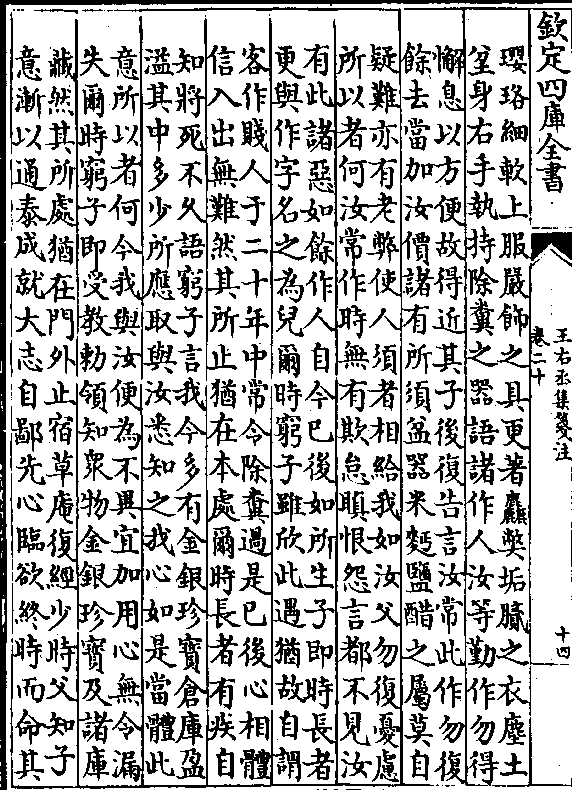 欽定四庫全書
王右丞集箋注
卷二十
十四
瓔珞細軟上服嚴飾之具更著麤獘垢膩之衣塵土
坌身右手執持除糞之器語諸作人汝等勤作勿得
懈息以方便故得近其子後復告言汝常此作勿復
餘去當加汝價諸有所須盆器米麪鹽醋之屬莫自
疑難亦有老弊使人須者相給我如汝父勿復憂慮
所以者何汝常作時無有欺怠瞋恨怨言都不見汝
有此諸惡如餘作人自今已後如所生子即時長者
更與作字名之為兒爾時窮子雖欣此遇猶故自謂
客作賤人于二十年中常令除糞過是已後心相體
信入出無難然其所止猶在本處爾時長者有疾自
知將死不久語窮子言我今多有金銀珍寶倉庫盈
溢其中多少所應取與汝悉知之我心如是當體此
意所以者何今我與汝便為不異宜加用心無令漏
失爾時窮子即受教勑領知衆物金銀珍寶及諸庫
藏然其所處猶在門外止宿草庵復經少時父知子
意漸以通泰成就大志自鄙先心臨欲終時而命其